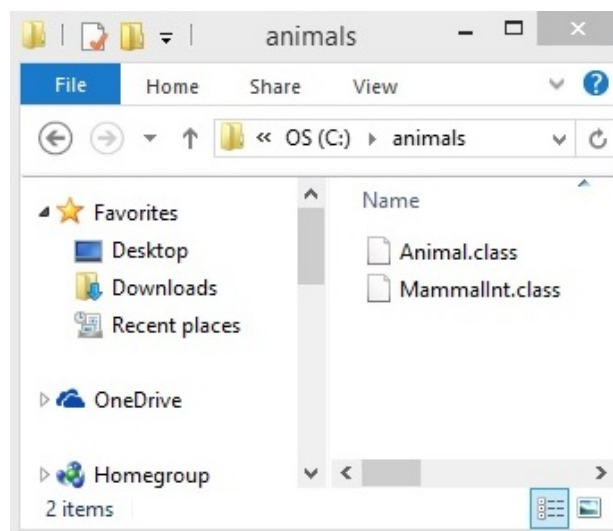 animals
File Home Share View
« OS (C:) animals
Favorites
Desktop
Downloads
Recent places
OneDrive
Homegroup
Name
Animal.class
MammalInt.class
2 items